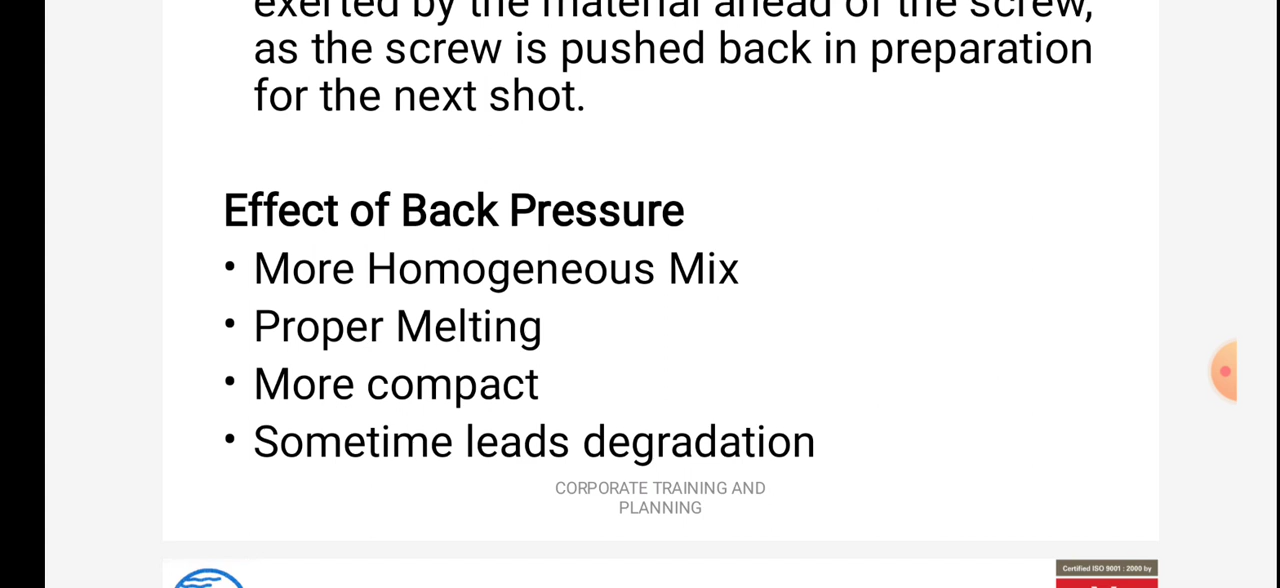 exerted by the material ahead of the screw,
as the screw is pushed back in preparation
for the next shot.
Effect of Back Pressure
• More Homogeneous Mix
• Proper Melting
• More compact
• Sometime leads degradation
CORPORATE TRAINING AND
PLANNING
Certified ISO 9001 : 2000 by